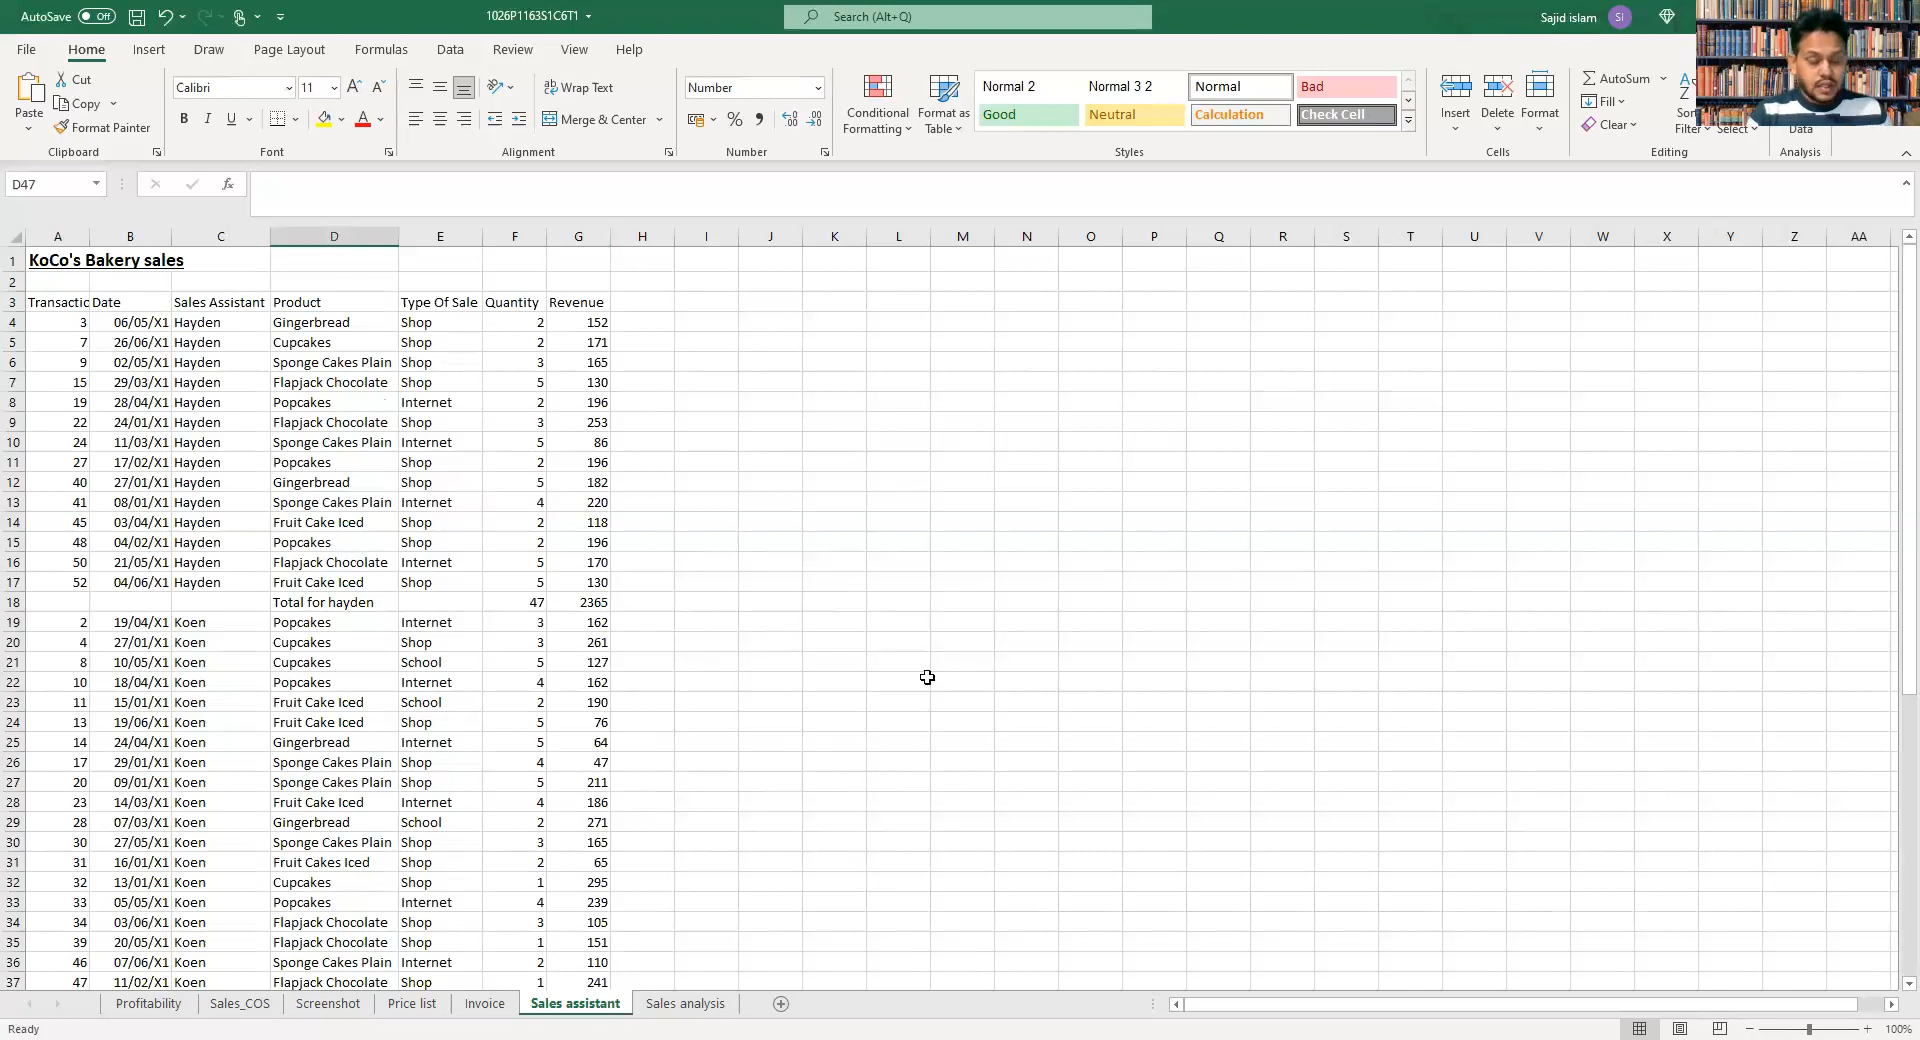 AutoSave Off 1026P1163S1C6T1 Search (Alt+Q) Sajid islam SI
File Home Insert Draw Page Layout Formulas Data Review View Help
Paste Cut Copy Format Painter Clipboard
Calibri 11 B I U Font
Wrap Text Merge & Center Alignment
Number % Number
Conditional Formatting Format as Table
Normal 2 Normal 3 2 Normal Bad
Good Neutral Calculation Check Cell
Styles
Insert Delete Format Cells
AutoSum Fill Clear Filter Select Editing
Data Analysis
D47 fx
A B C D E F G H I J K L M N O P Q R S T U V W X Y Z AA
1 KoCo's Bakery sales
2
3 Transactic Date Sales Assistant Product Type Of Sale Quantity Revenue
4 3 06/05/X1 Hayden Gingerbread Shop 2 152
5 7 26/06/X1 Hayden Cupcakes Shop 2 171
6 9 02/05/X1 Hayden Sponge Cakes Plain Shop 3 165
7 15 29/03/X1 Hayden Flapjack Chocolate Shop 5 130
8 19 28/04/X1 Hayden Popcakes Internet 2 196
9 22 24/01/X1 Hayden Flapjack Chocolate Shop 3 253
10 24 11/03/X1 Hayden Sponge Cakes Plain Internet 5 86
11 27 17/02/X1 Hayden Popcakes Shop 2 196
12 40 27/01/X1 Hayden Gingerbread Shop 5 182
13 41 08/01/X1 Hayden Sponge Cakes Plain Internet 4 220
14 45 03/04/X1 Hayden Fruit Cake Iced Shop 2 118
15 48 04/02/X1 Hayden Popcakes Shop 2 196
16 50 21/05/X1 Hayden Flapjack Chocolate Internet 5 170
17 52 04/06/X1 Hayden Fruit Cake Iced Shop 5 130
18 Total for hayden 47 2365
19 2 19/04/X1 Koen Popcakes Internet 3 162
20 4 27/01/X1 Koen Cupcakes Shop 3 261
21 8 10/05/X1 Koen Cupcakes School 5 127
22 10 18/04/X1 Koen Popcakes Internet 4 162
23 11 15/01/X1 Koen Fruit Cake Iced School 2 190
24 13 19/06/X1 Koen Fruit Cake Iced Shop 5 76
25 14 24/04/X1 Koen Gingerbread Internet 5 64
26 17 29/01/X1 Koen Sponge Cakes Plain Shop 4 47
27 20 09/01/X1 Koen Sponge Cakes Plain Shop 5 211
28 23 14/03/X1 Koen Fruit Cake Iced Internet 4 186
29 28 07/03/X1 Koen Gingerbread School 2 271
30 30 27/05/X1 Koen Sponge Cakes Plain Shop 3 165
31 31 16/01/X1 Koen Fruit Cakes Iced Shop 2 65
32 32 13/01/X1 Koen Cupcakes Shop 1 295
33 33 05/05/X1 Koen Popcakes Internet 4 239
34 34 03/06/X1 Koen Flapjack Chocolate Shop 3 105
35 39 20/05/X1 Koen Flapjack Chocolate Shop 1 151
36 46 07/06/X1 Koen Sponge Cakes Plain Internet 2 110
37 47 11/02/X1 Koen Flapjack Chocolate Shop 1 241
Profitability Sales_COS Screenshot Price list Invoice Sales assistant Sales analysis
Ready 100%